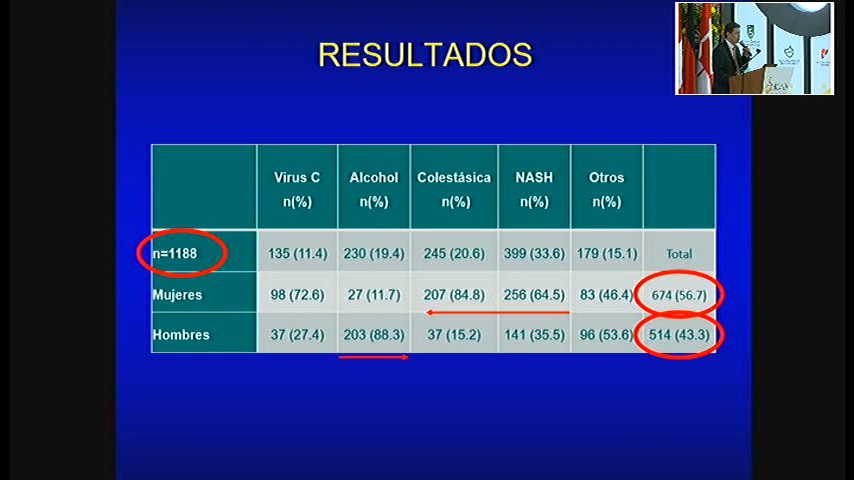 RESULTADOS
Virus C n(%) Alcohol n(%) Colestásica n(%) NASH n(%) Otros n(%)
n=1188 135 (11.4) 230 (19.4) 245 (20.6) 399 (33.6) 179 (15.1) Total
Mujeres 98 (72.6) 27 (11.7) 207 (84.8) 256 (64.5) 83 (46.4) 674 (56.7)
Hombres 37 (27.4) 203 (88.3) 37 (15.2) 141 (35.5) 96 (53.6) 514 (43.3)